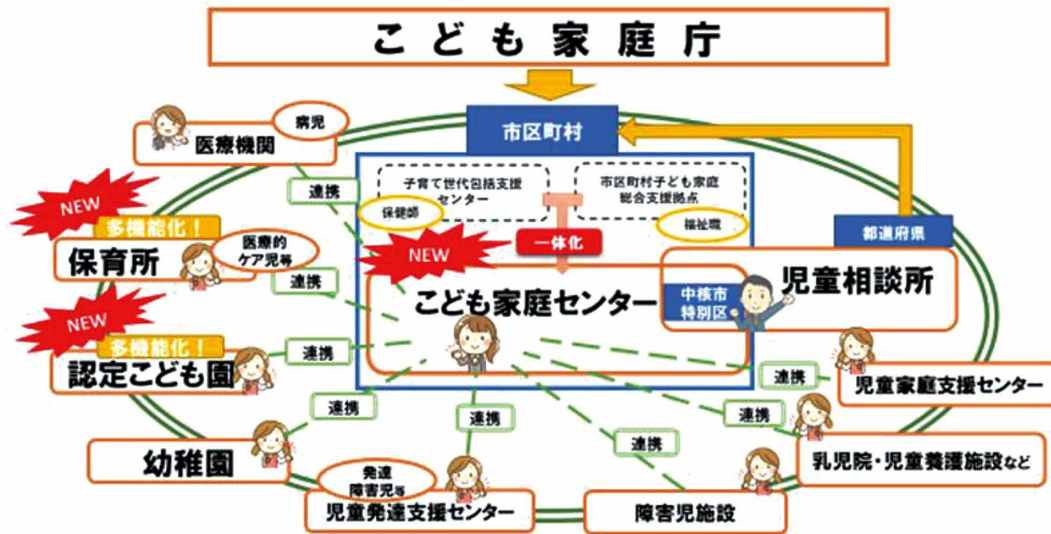 こども家庭庁
市区町村
病児
医療機関
連携
子育て世代包括支援
センター
保健師
市区町村子ども家庭
総合支援拠点
福祉職
一体化
都道府県
児童相談所
中核市
特別区
NEW
こども家庭センター
NEW
多機能化!
保育所
医療的
ケア児等
連携
NEW
多機能化!
認定こども園
連携
連携
児童家庭支援センター
幼稚園
連携
連携
連携
連携
乳児院・児童養護施設など
発達
障害児等
児童発達支援センター
障害児施設